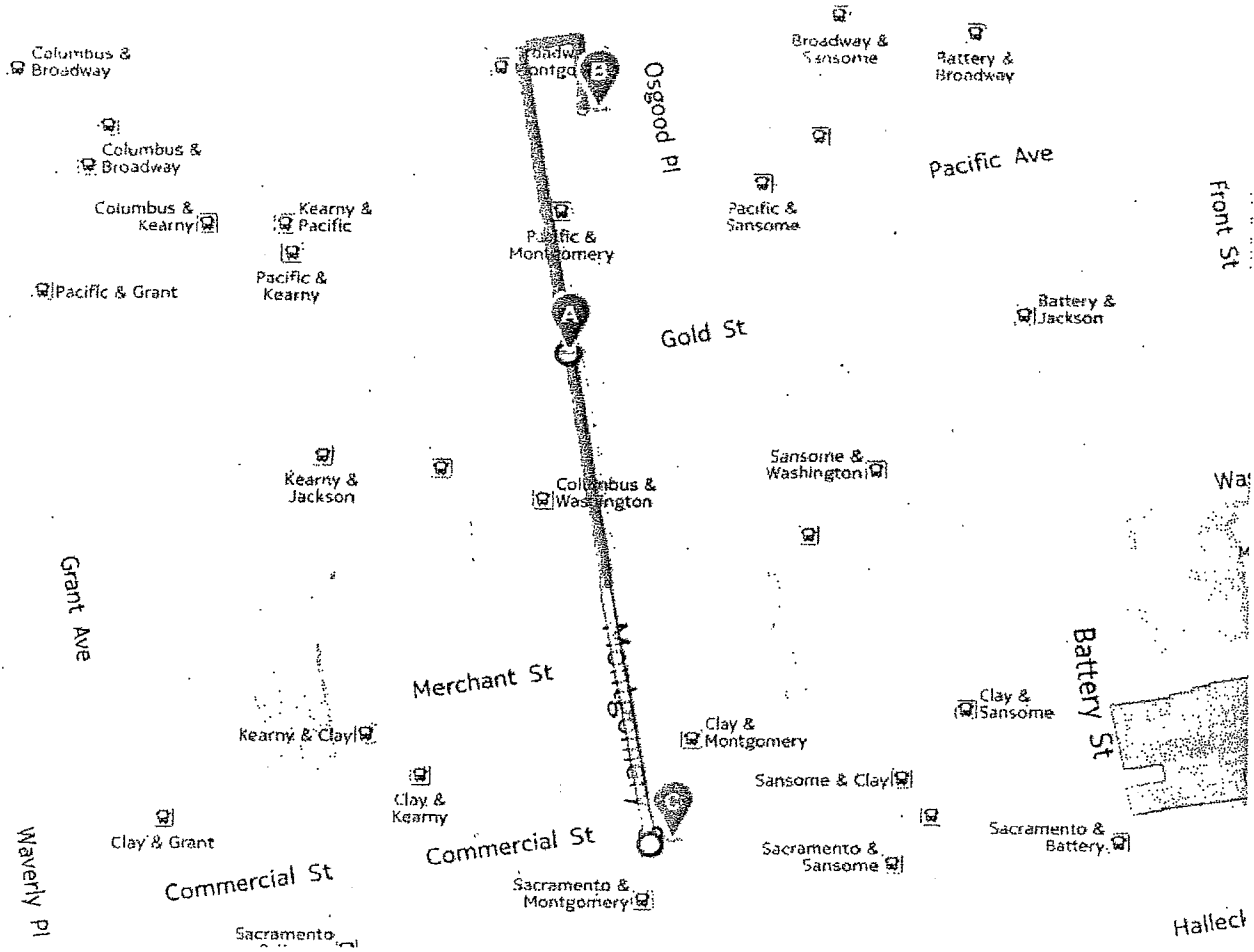 Columbus &
Broadway
Broadway &
Sansome
Battery &
Broadway
B
Osgood Pl
Columbus &
Broadway
Pacific Ave
Columbus &
Kearny
Kearny &
Pacific
Pacific &
Sansome
Front St
Pacific &
Montgomery
Pacific &
Kearny
Pacific & Grant
Battery &
Jackson
A
Gold St
Kearny &
Jackson
Columbus &
Washington
Sansome &
Washington
Grant Ave
Merchant St
Montgomery
Battery St
Clay &
Sansome
Kearny & Clay
Clay &
Montgomery
Clay &
Kearny
Sansome & Clay
C
Clay & Grant
Commercial St
Sacramento &
Sansome
Sacramento &
Battery
Waverly Pl
Commercial St
Sacramento &
Montgomery
Sacramento